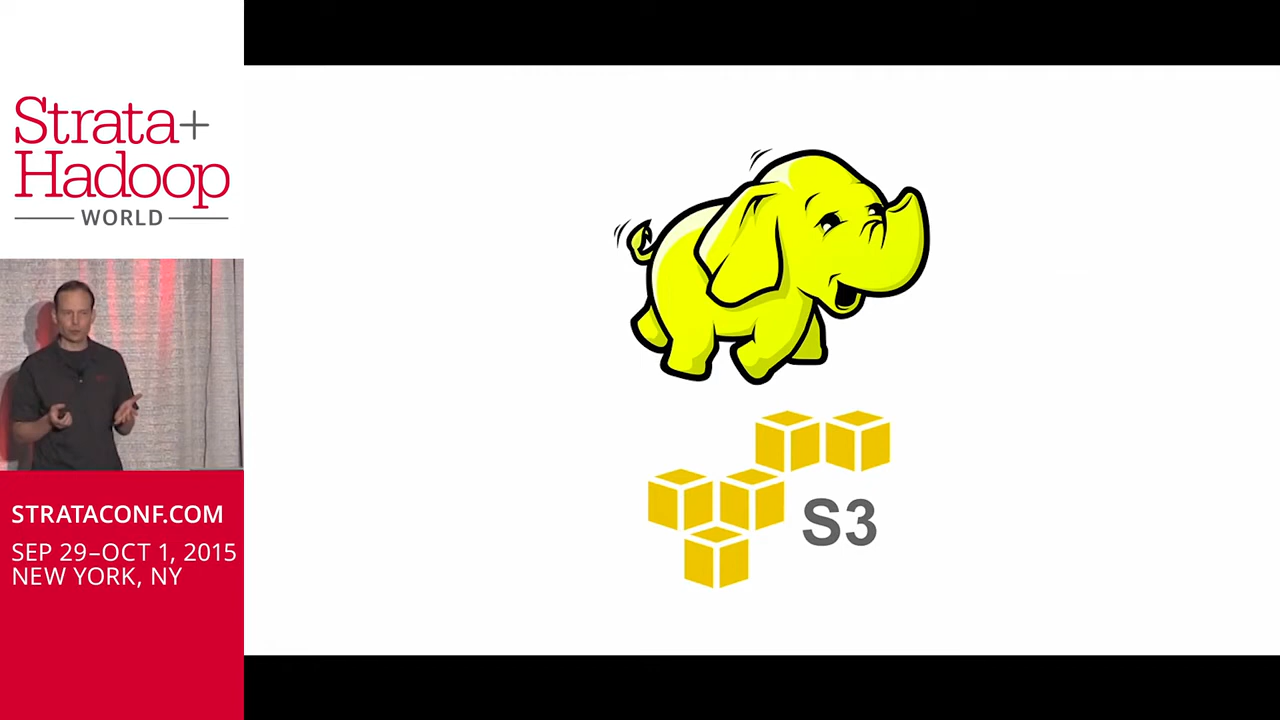 Strata+
Hadoop
WORLD
STRATACONF.COM
SEP 29–OCT 1, 2015
NEW YORK, NY
S3